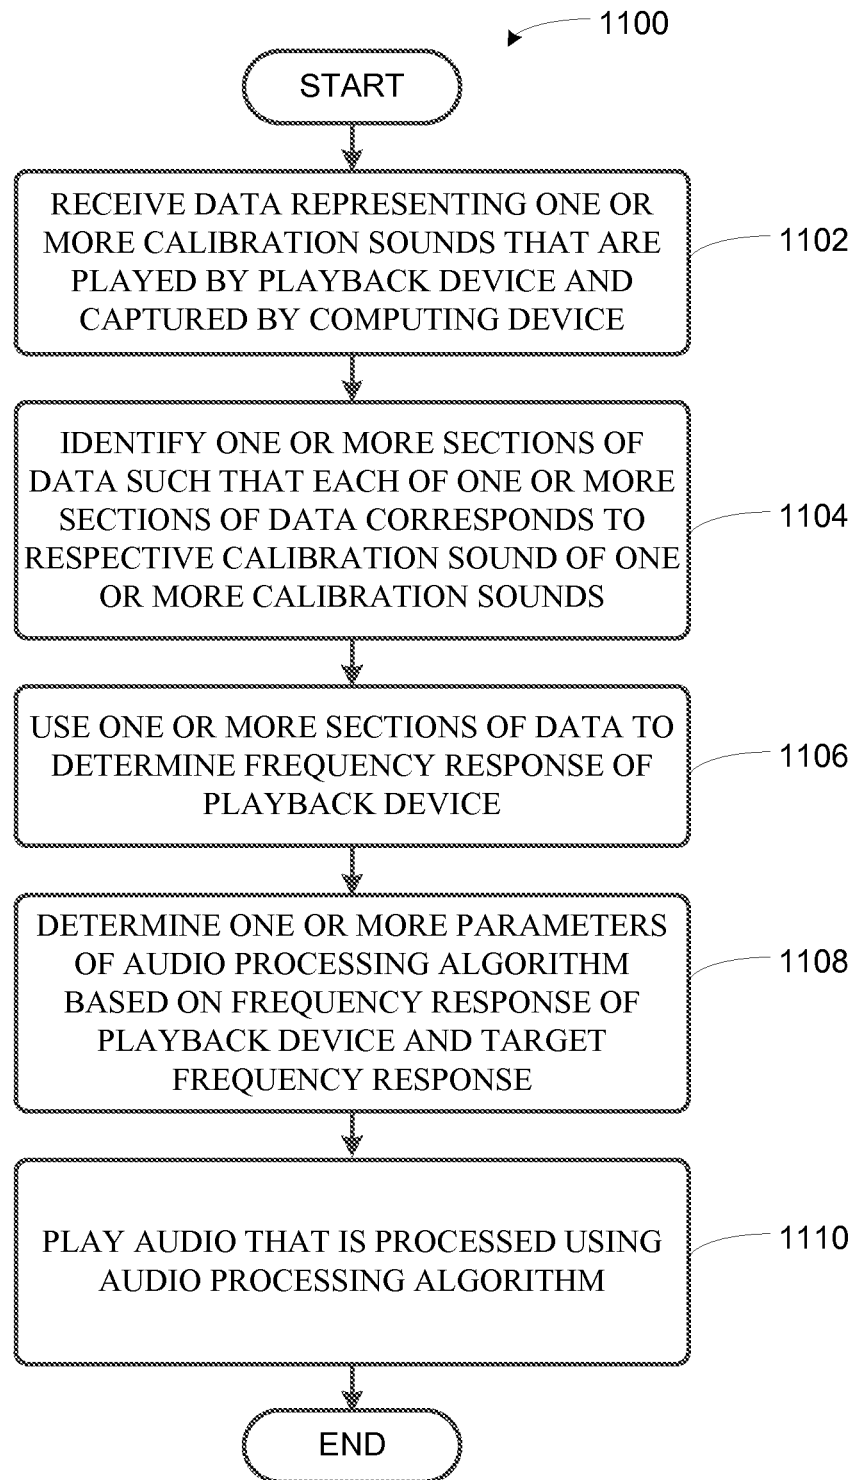 1100
START
RECEIVE DATA REPRESENTING ONE OR
MORE CALIBRATION SOUNDS THAT ARE
PLAYED BY PLAYBACK DEVICE AND
CAPTURED BY COMPUTING DEVICE
1102
IDENTIFY ONE OR MORE SECTIONS OF
DATA SUCH THAT EACH OF ONE OR MORE
SECTIONS OF DATA CORRESPONDS TO
RESPECTIVE CALIBRATION SOUND OF ONE
OR MORE CALIBRATION SOUNDS
1104
USE ONE OR MORE SECTIONS OF DATA TO
DETERMINE FREQUENCY RESPONSE OF
PLAYBACK DEVICE
1106
DETERMINE ONE OR MORE PARAMETERS
OF AUDIO PROCESSING ALGORITHM
BASED ON FREQUENCY RESPONSE OF
PLAYBACK DEVICE AND TARGET
FREQUENCY RESPONSE
1108
PLAY AUDIO THAT IS PROCESSED USING
AUDIO PROCESSING ALGORITHM
1110
END